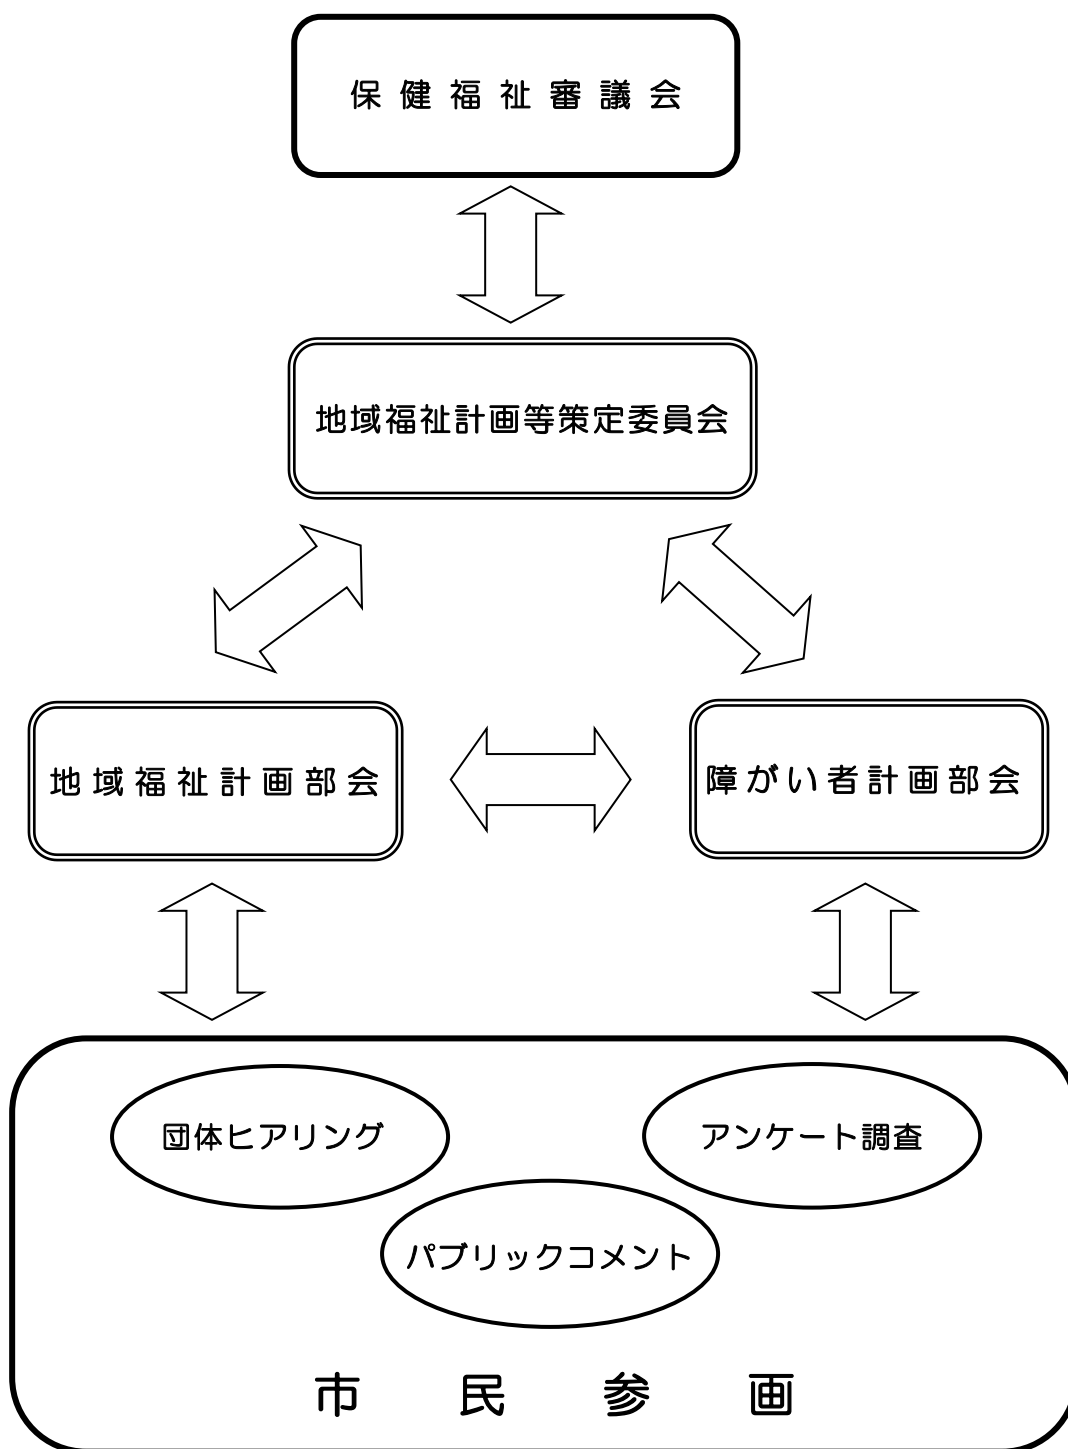 保健福祉審議会
地域福祉計画等策定委員会
地域福祉計画部会
障がい者計画部会
団体ヒアリング
アンケート調査
パブリックコメント
市民参画